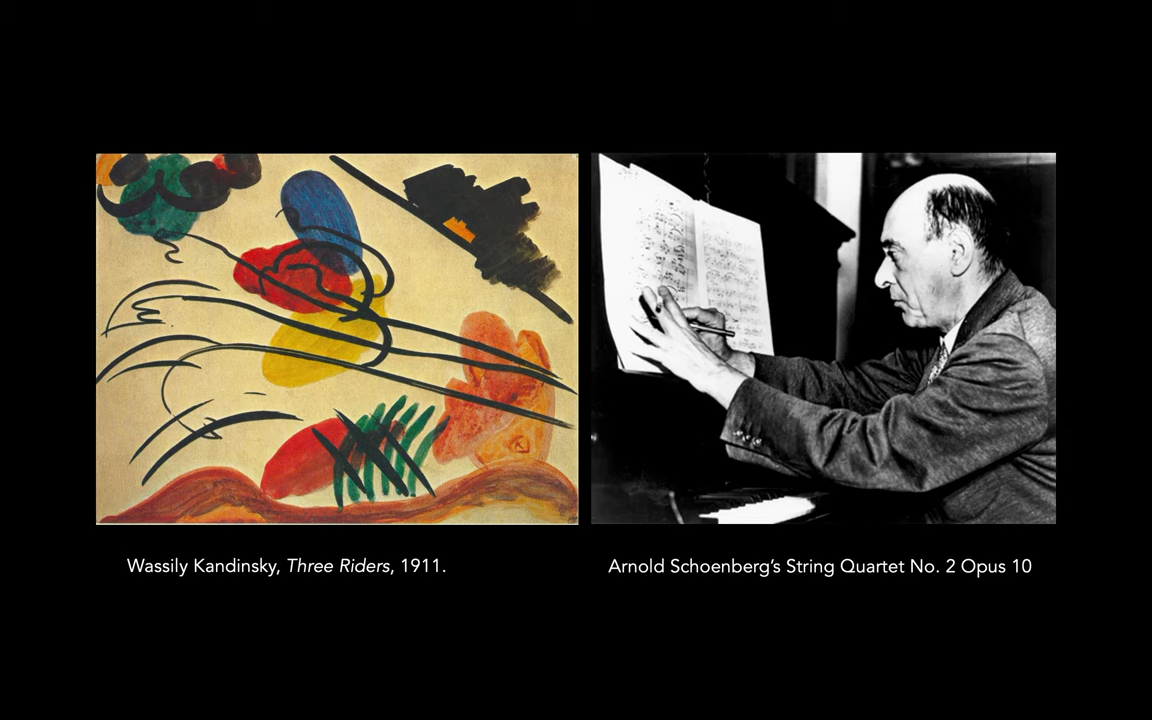 Wassily Kandinsky, Three Riders, 1911.
Arnold Schoenberg's String Quartet No. 2 Opus 10